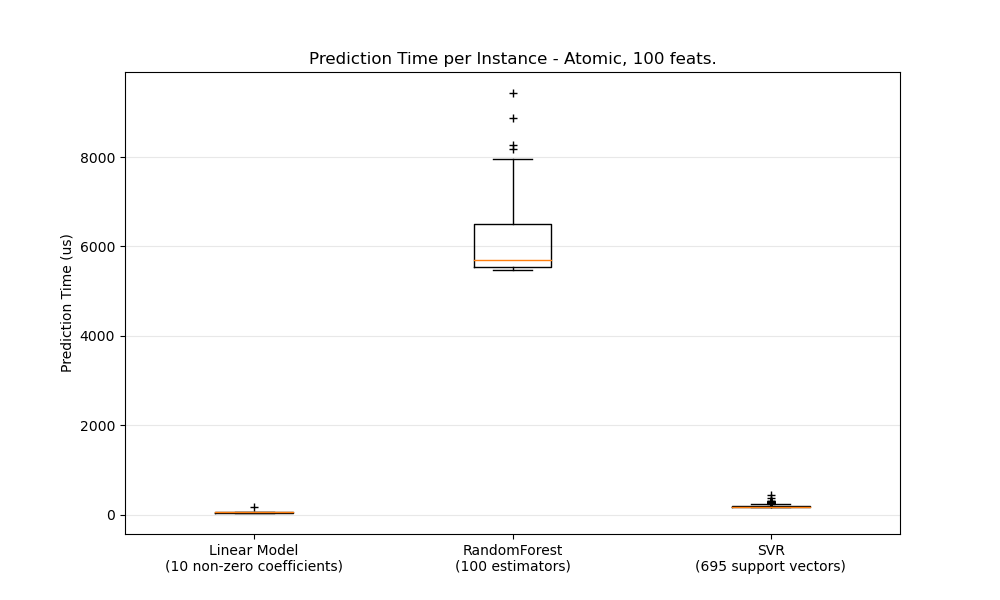 Prediction Time per Instance - Atomic, 100 feats.
Prediction Time (us)
8000
6000
4000
2000
0
Linear Model
(10 non-zero coefficients)
RandomForest
(100 estimators)
SVR
(695 support vectors)